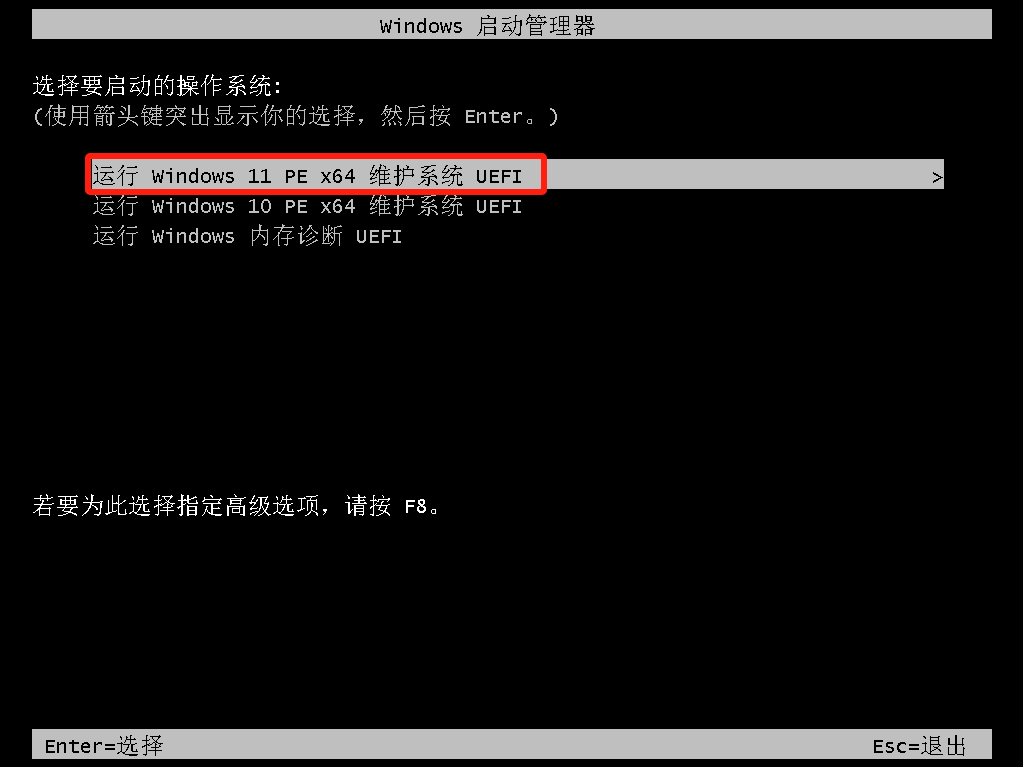 Windows 启动管理器
选择要启动的操作系统:
(使用箭头键突出显示你的选择，然后按 Enter。)
运行 Windows 11 PE x64 维护系统 UEFI >
运行 Windows 10 PE x64 维护系统 UEFI
运行 Windows 内存诊断 UEFI
若要为此选择指定高级选项，请按 F8。
Enter=选择 Esc=退出